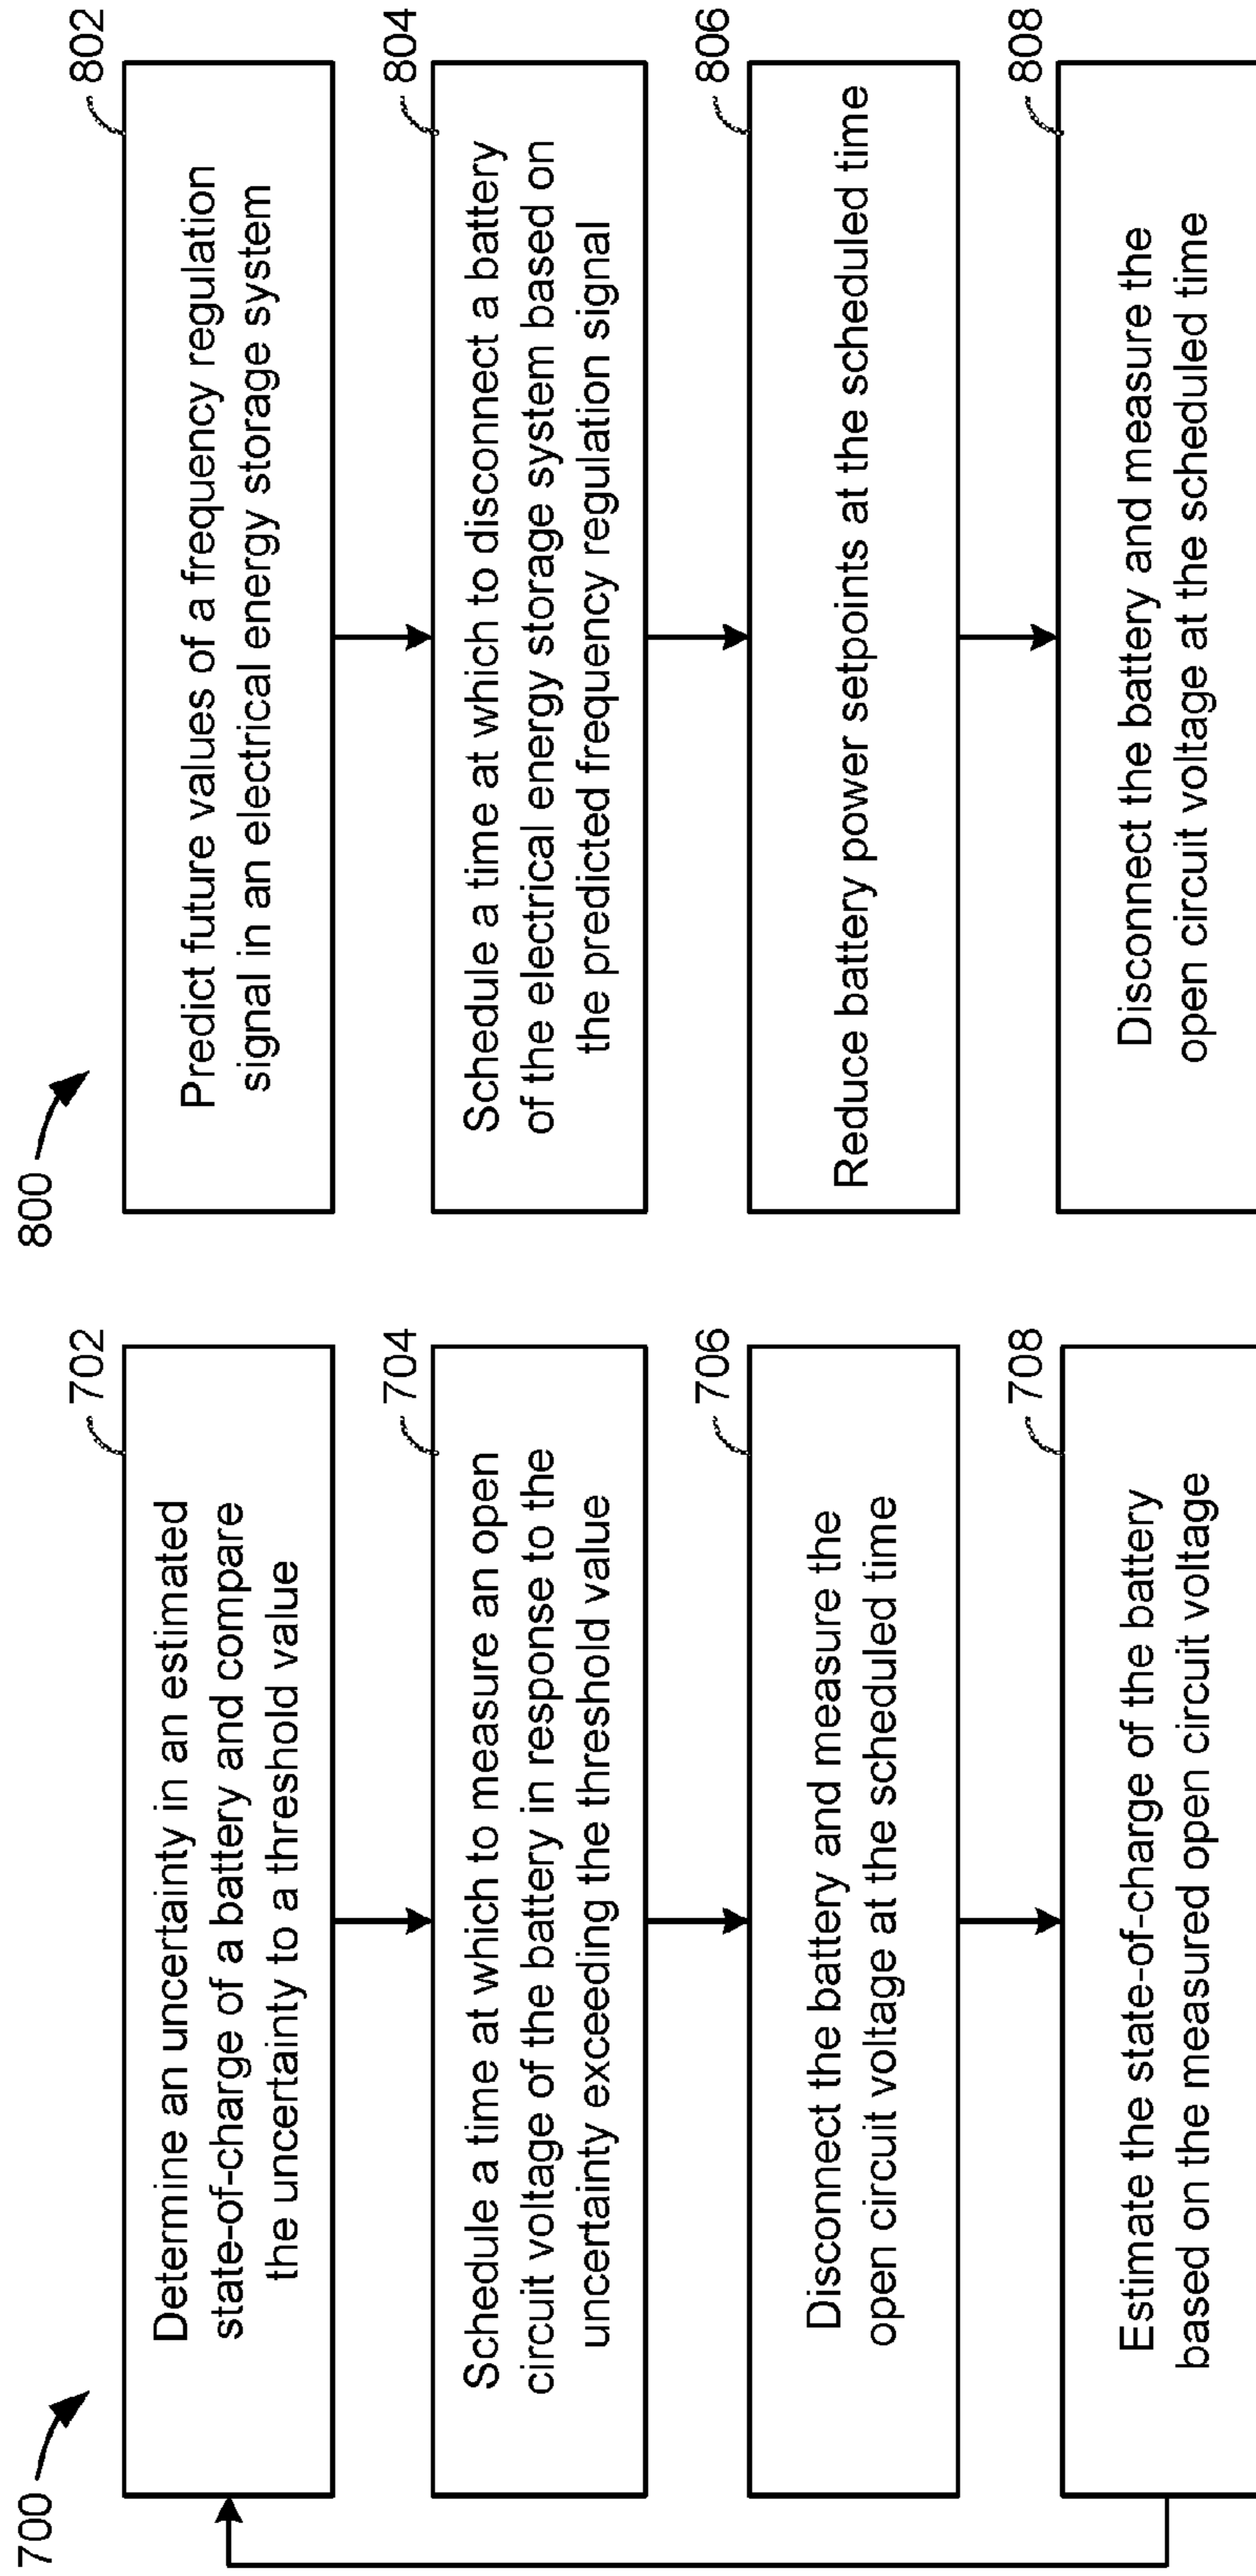 700
702
Determine an uncertainty in an estimated
state-of-charge of a battery and compare
the uncertainty to a threshold value
704
Schedule a time at which to measure an open
circuit voltage of the battery in response to the
uncertainty exceeding the threshold value
706
Disconnect the battery and measure the
open circuit voltage at the scheduled time
708
Estimate the state-of-charge of the battery
based on the measured open circuit voltage
800
802
Predict future values of a frequency regulation
signal in an electrical energy storage system
804
Schedule a time at which to disconnect a battery
of the electrical energy storage system based on
the predicted frequency regulation signal
806
Reduce battery power setpoints at the scheduled time
808
Disconnect the battery and measure the
open circuit voltage at the scheduled time